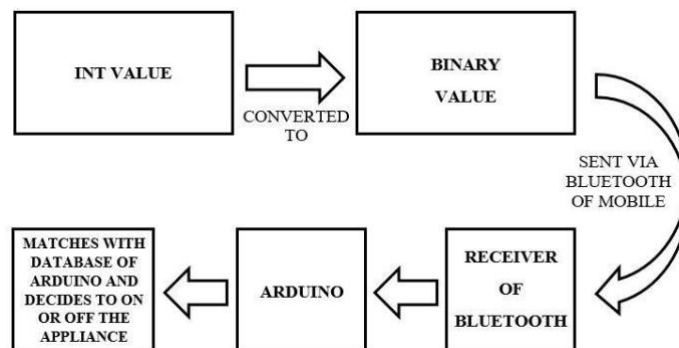 INT VALUE
CONVERTED
TO
BINARY
VALUE
SENT VIA
BLUETOOTH
OF MOBILE
RECEIVER
OF
BLUETOOTH
ARDUINO
MATCHES WITH
DATABASE OF
ARDUINO AND
DECIDES TO ON
OR OFF THE
APPLIANCE